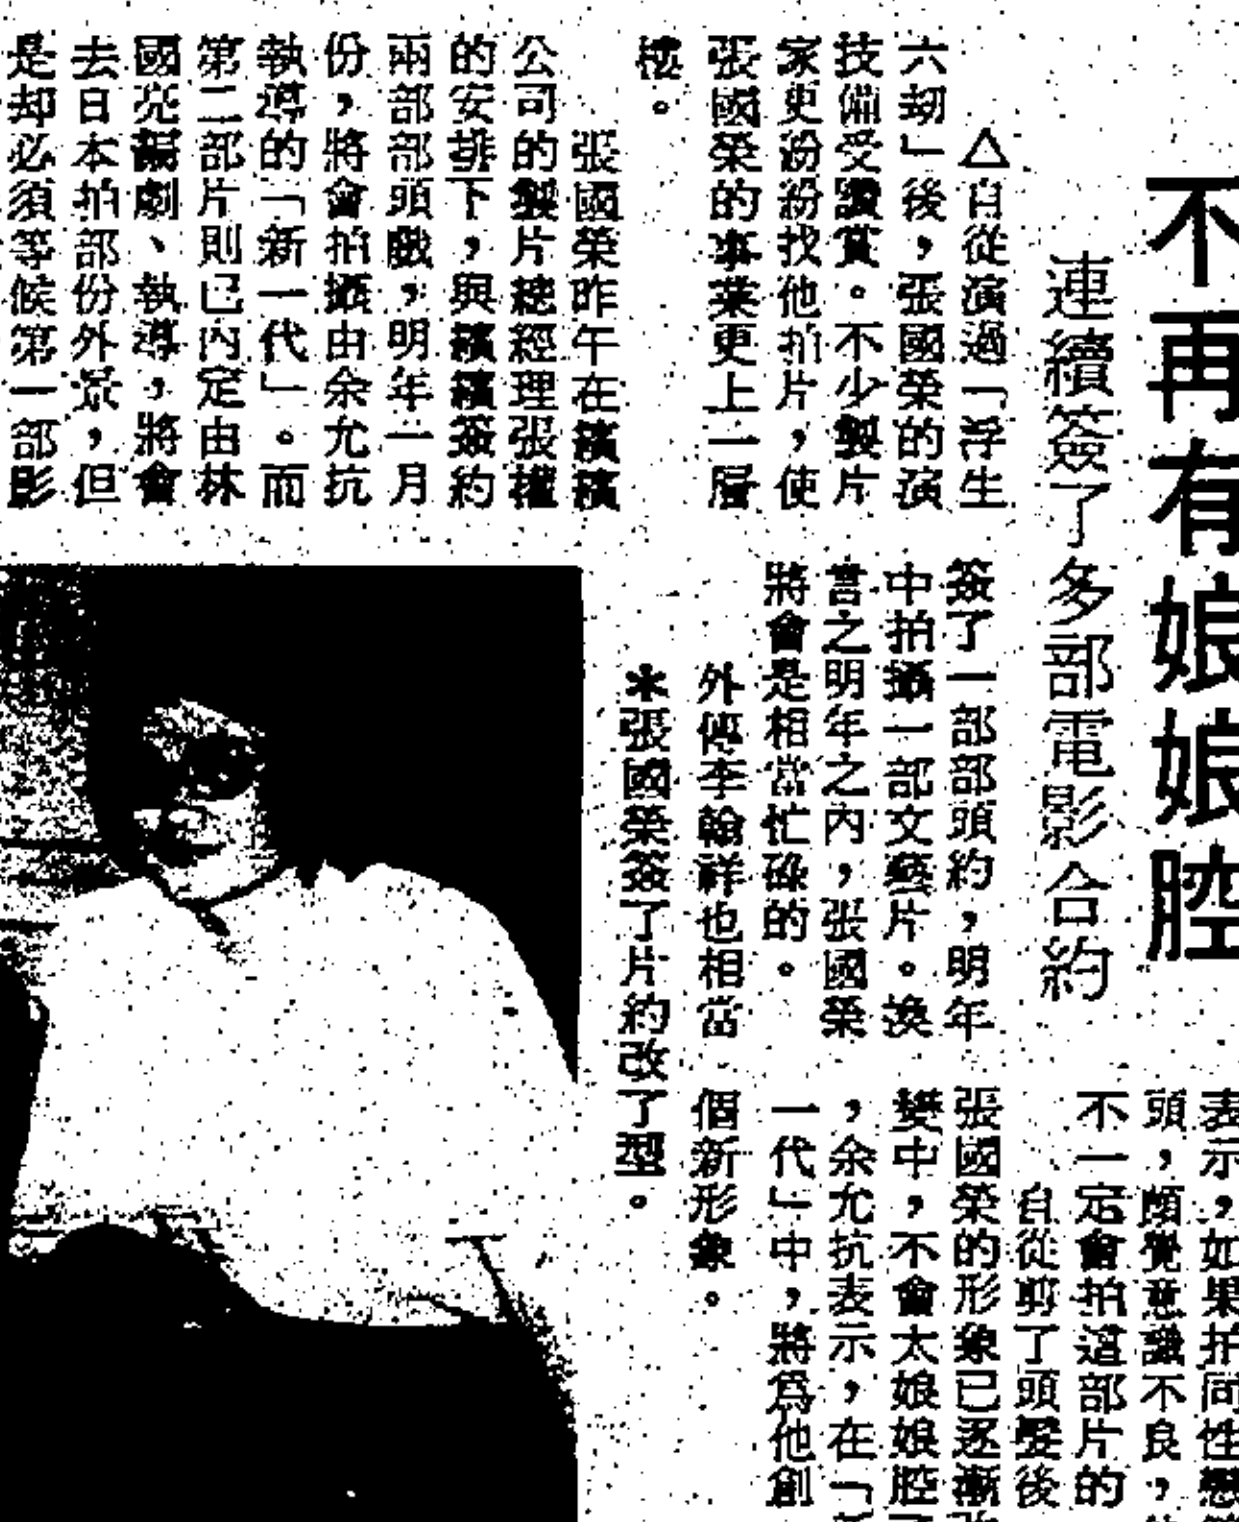 不再有娘娘腔
連續簽了多部電影合約
△自從演過「浮生
六劫」後，張國榮的演
技備受讚賞。不少製片
家更紛紛找他拍片，使
張國榮的事業更上一層
樓。
張國榮昨午在繽繽
公司的製片總經理張權
的安排下，與繽繽簽約
兩部部頭戲，明年一月
份，將會拍攝由余允抗
執導的「新一代」。而
第二部片則已內定由林
國亮編劇、執導，將會
去日本拍部份外景，但
是却必須等候第一部影
簽了一部部頭約，明年
中拍攝一部文藝片。換
言之明年之內，張國榮
將會是相當忙碌的。
外傳李翰祥也相當
＊張國榮簽了片約改了型。
表示，如果拍同性戀
頭，頗覺意識不良，
不一定會拍這部片的
自從剪了頭髮後
張國榮的形象已逐漸改
變中，不會太娘娘腔了
，余允抗表示，在「新
一代」中，將爲他創
個新形象。